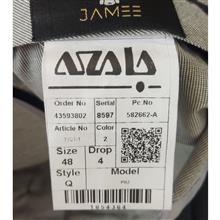 JAMEE
Order No Serial Pc.No
43593802 8597 582662-A
Article No Color
2
Size Drop
48 4
Style Model
Q
1054304